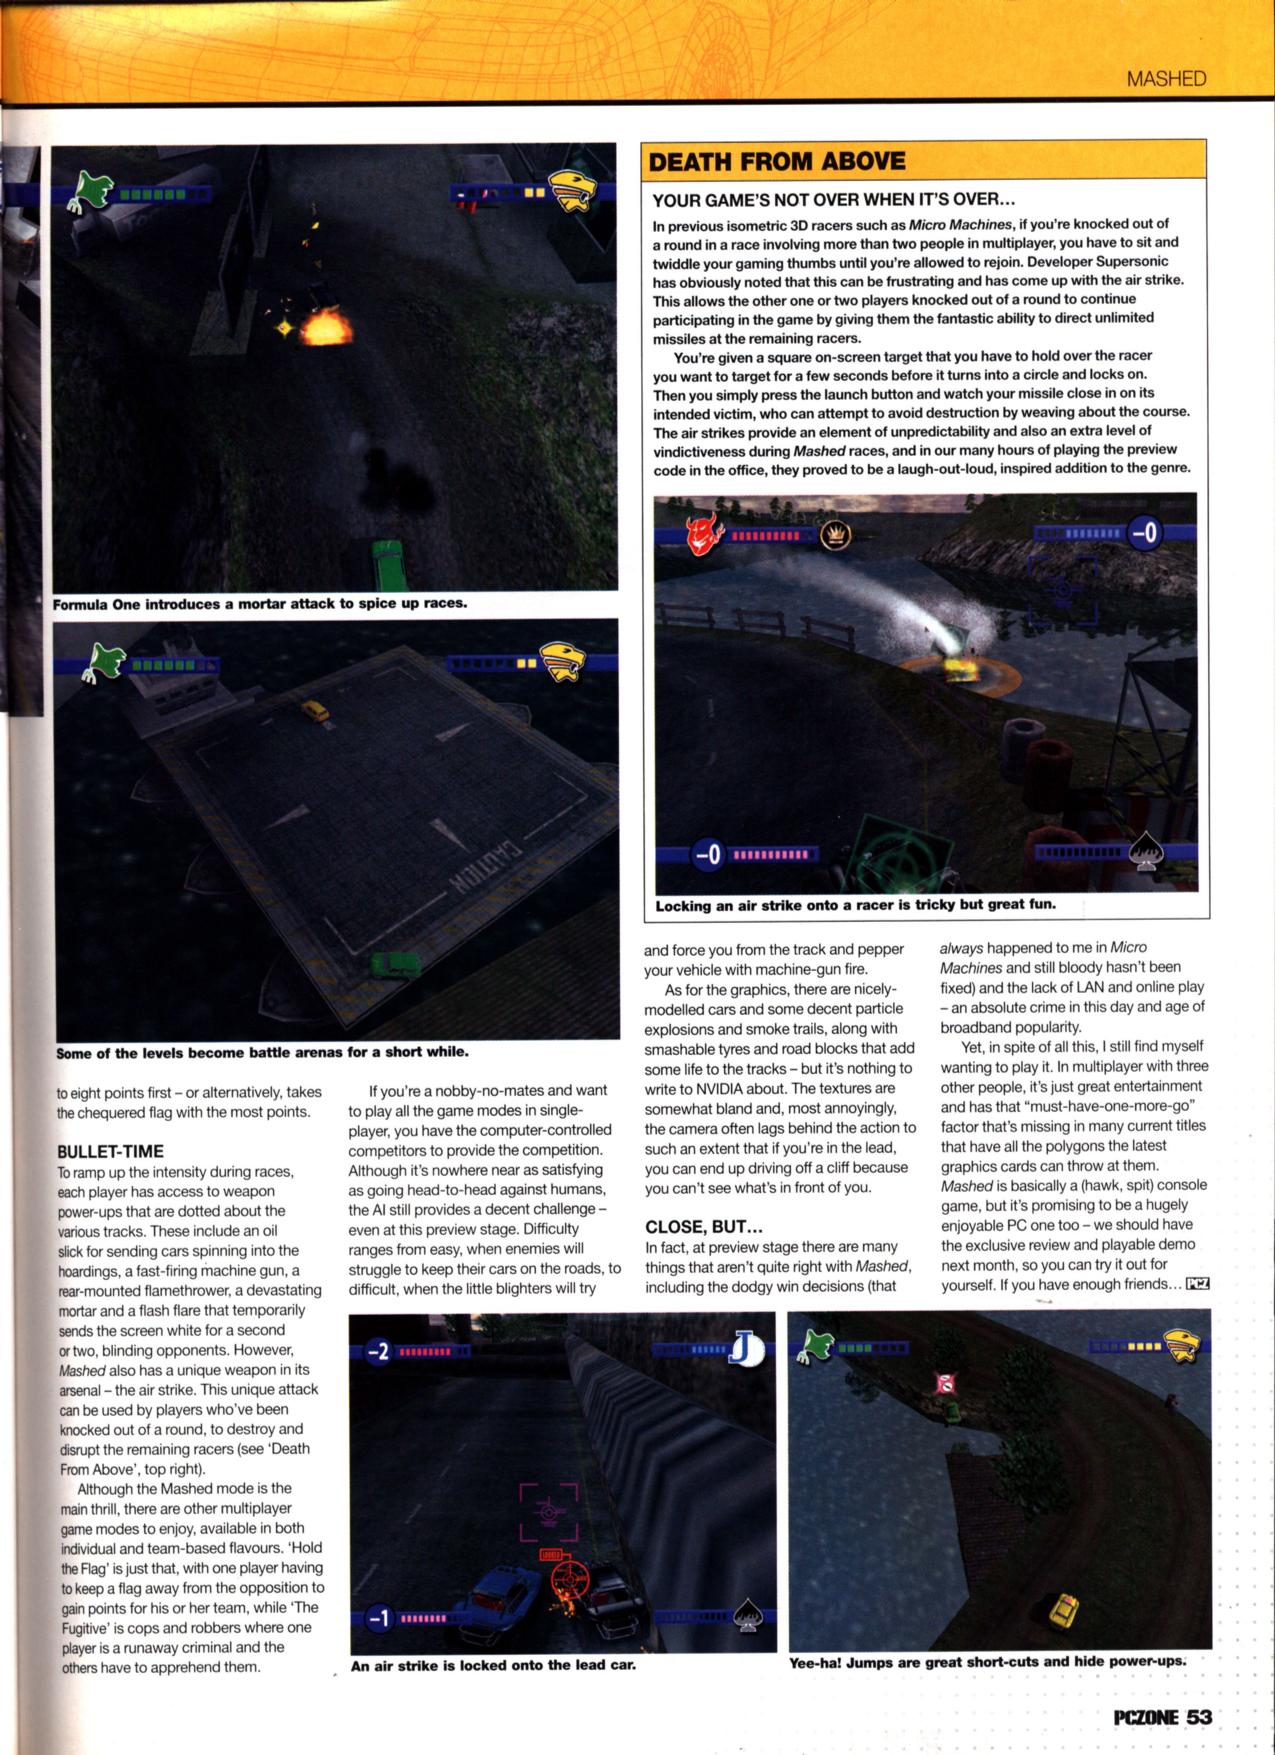 MASHED
Formula One introduces a mortar attack to spice up races.
CAUTION
Some of the levels become battle arenas for a short while.
DEATH FROM ABOVE
YOUR GAME'S NOT OVER WHEN IT'S OVER...
In previous isometric 3D racers such as Micro Machines, if you're knocked out of
a round in a race involving more than two people in multiplayer, you have to sit and
twiddle your gaming thumbs until you're allowed to rejoin. Developer Supersonic
has obviously noted that this can be frustrating and has come up with the air strike.
This allows the other one or two players knocked out of a round to continue
participating in the game by giving them the fantastic ability to direct unlimited
missiles at the remaining racers.
You're given a square on-screen target that you have to hold over the racer
you want to target for a few seconds before it turns into a circle and locks on.
Then you simply press the launch button and watch your missile close in on its
intended victim, who can attempt to avoid destruction by weaving about the course.
The air strikes provide an element of unpredictability and also an extra level of
vindictiveness during Mashed races, and in our many hours of playing the preview
code in the office, they proved to be a laugh-out-loud, inspired addition to the genre.
-0
-0
Locking an air strike onto a racer is tricky but great fun.
to eight points first – or alternatively, takes
the chequered flag with the most points.
BULLET-TIME
To ramp up the intensity during races,
each player has access to weapon
power-ups that are dotted about the
various tracks. These include an oil
slick for sending cars spinning into the
hoardings, a fast-firing machine gun, a
rear-mounted flamethrower, a devastating
mortar and a flash flare that temporarily
sends the screen white for a second
or two, blinding opponents. However,
Mashed also has a unique weapon in its
arsenal – the air strike. This unique attack
can be used by players who've been
knocked out of a round, to destroy and
disrupt the remaining racers (see 'Death
From Above', top right).
Although the Mashed mode is the
main thrill, there are other multiplayer
game modes to enjoy, available in both
individual and team-based flavours. 'Hold
the Flag' is just that, with one player having
to keep a flag away from the opposition to
gain points for his or her team, while 'The
Fugitive' is cops and robbers where one
player is a runaway criminal and the
others have to apprehend them.
If you're a nobby-no-mates and want
to play all the game modes in single-
player, you have the computer-controlled
competitors to provide the competition.
Although it's nowhere near as satisfying
as going head-to-head against humans,
the AI still provides a decent challenge –
even at this preview stage. Difficulty
ranges from easy, when enemies will
struggle to keep their cars on the roads, to
difficult, when the little blighters will try
and force you from the track and pepper
your vehicle with machine-gun fire.
As for the graphics, there are nicely-
modelled cars and some decent particle
explosions and smoke trails, along with
smashable tyres and road blocks that add
some life to the tracks – but it's nothing to
write to NVIDIA about. The textures are
somewhat bland and, most annoyingly,
the camera often lags behind the action to
such an extent that if you're in the lead,
you can end up driving off a cliff because
you can't see what's in front of you.
CLOSE, BUT...
In fact, at preview stage there are many
things that aren't quite right with Mashed,
including the dodgy win decisions (that
always happened to me in Micro
Machines and still bloody hasn't been
fixed) and the lack of LAN and online play
– an absolute crime in this day and age of
broadband popularity.
Yet, in spite of all this, I still find myself
wanting to play it. In multiplayer with three
other people, it's just great entertainment
and has that "must-have-one-more-go"
factor that's missing in many current titles
that have all the polygons the latest
graphics cards can throw at them.
Mashed is basically a (hawk, spit) console
game, but it's promising to be a hugely
enjoyable PC one too – we should have
the exclusive review and playable demo
next month, so you can try it out for
yourself. If you have enough friends... PCZ
-2
J
LOCKED
-1
An air strike is locked onto the lead car.
Yee-ha! Jumps are great short-cuts and hide power-ups.
PCZONE 53